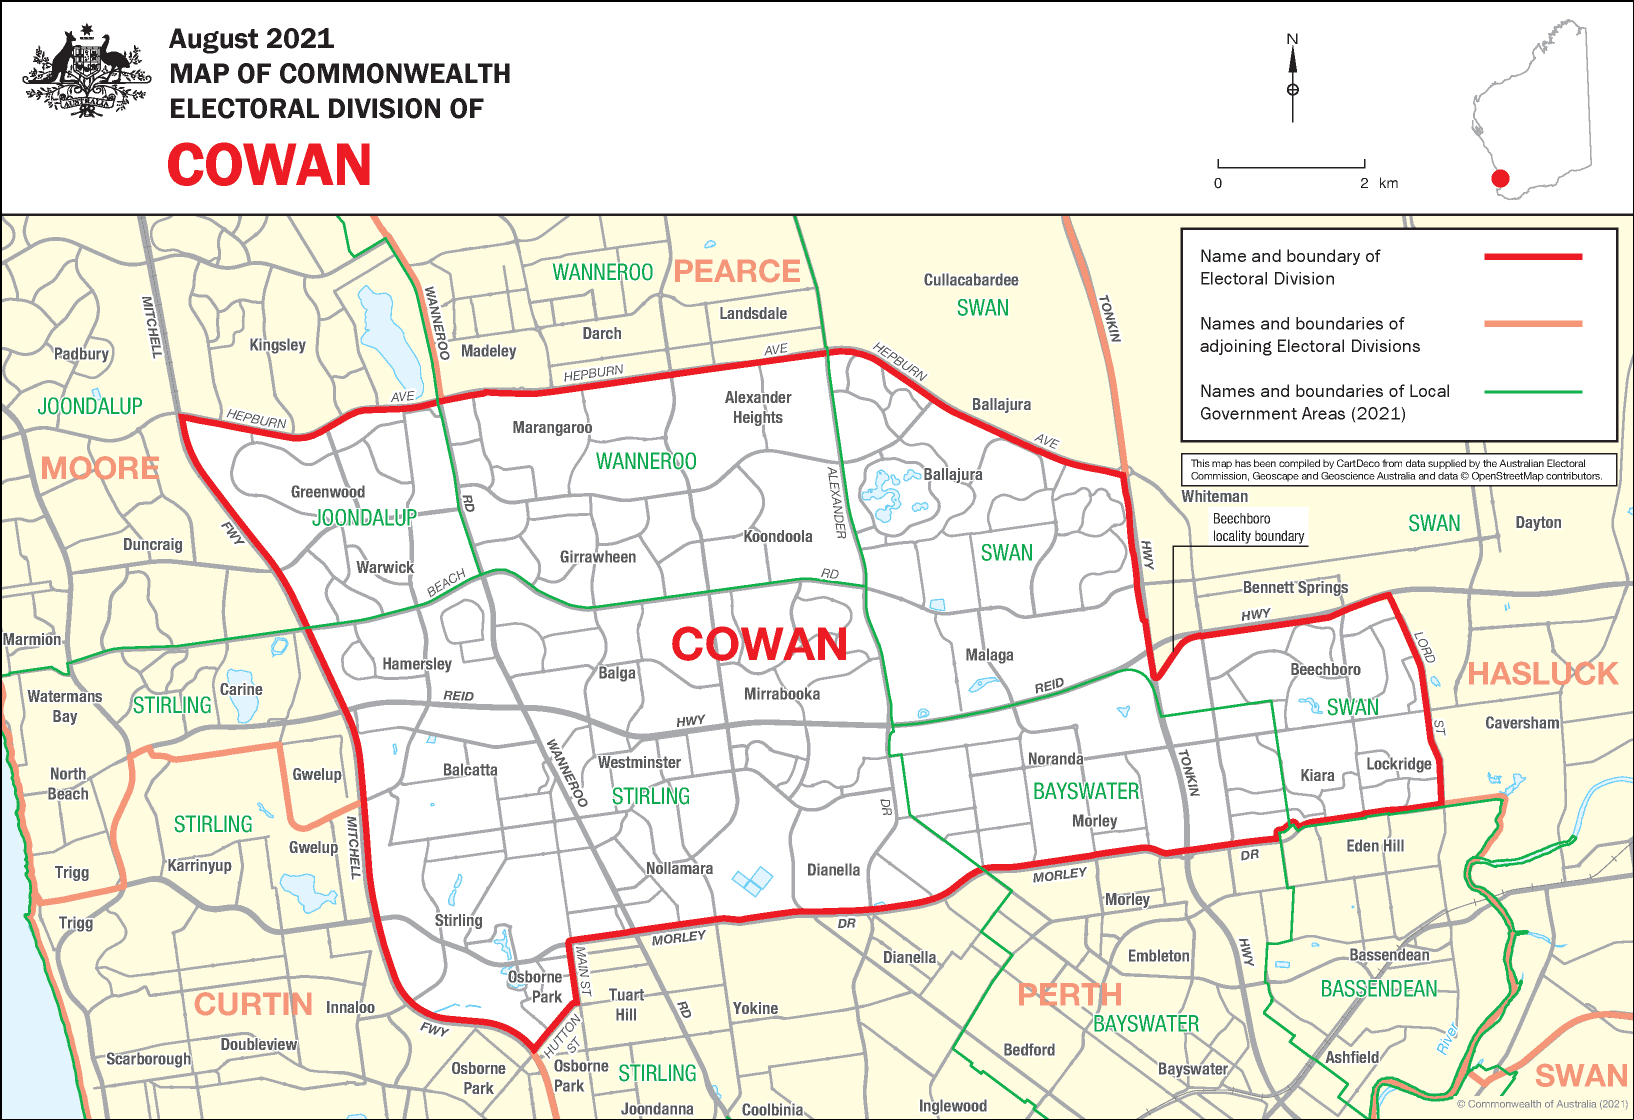 August 2021
MAP OF COMMONWEALTH
ELECTORAL DIVISION OF
COWAN
AUSTRALIA
N
0 2 km
Name and boundary of
Electoral Division
Names and boundaries of
adjoining Electoral Divisions
Names and boundaries of Local
Government Areas (2021)
This map has been compiled by CartDeco from data supplied by the Australian Electoral
Commission, Geoscape and Geoscience Australia and data © OpenStreetMap contributors.
WANNEROO
PEARCE
Cullacabardee
SWAN
MITCHELL
WANNEROO
TONKIN
Landsdale
Darch
Kingsley
Madeley
Padbury
HEPBURN
AVE
HEPBURN
JOONDALUP
HEPBURN
AVE
Alexander
Heights
Ballajura
Marangaroo
AVE
MOORE
WANNEROO
Ballajura
Greenwood
RD
ALEXANDER
Whiteman
JOONDALUP
Beechboro
locality boundary
SWAN
Dayton
FWY
Duncraig
Koondoola
SWAN
HWY
Girrawheen
Warwick
BEACH
RD
Bennett Springs
HWY
Marmion
COWAN
LORD
Hamersley
Balga
Malaga
Beechboro
HASLUCK
Watermans
Bay
Carine
STIRLING
REID
Mirrabooka
REID
SWAN
HWY
ST
Caversham
North
Beach
Gwelup
Balcatta
WANNEROO
Westminster
Noranda
TONKIN
Kiara
Lockridge
STIRLING
DR
BAYSWATER
Morley
STIRLING
MITCHELL
Gwelup
Karrinyup
Trigg
Nollamara
Dianella
MORLEY
DR
Eden Hill
Trigg
Stirling
MORLEY
DR
Morley
Osborne
Park
MAIN ST
Dianella
Embleton
HWY
Bassendean
CURTIN
Innaloo
Tuart
Hill
RD
Yokine
PERTH
BAYSWATER
BASSENDEAN
FWY
HUTTON
ST
River
Scarborough
Doubleview
Osborne
Park
Osborne
Park
STIRLING
Bedford
Bayswater
Ashfield
SWAN
Joondanna
Coolbinia
Inglewood
© Commonwealth of Australia (2021)